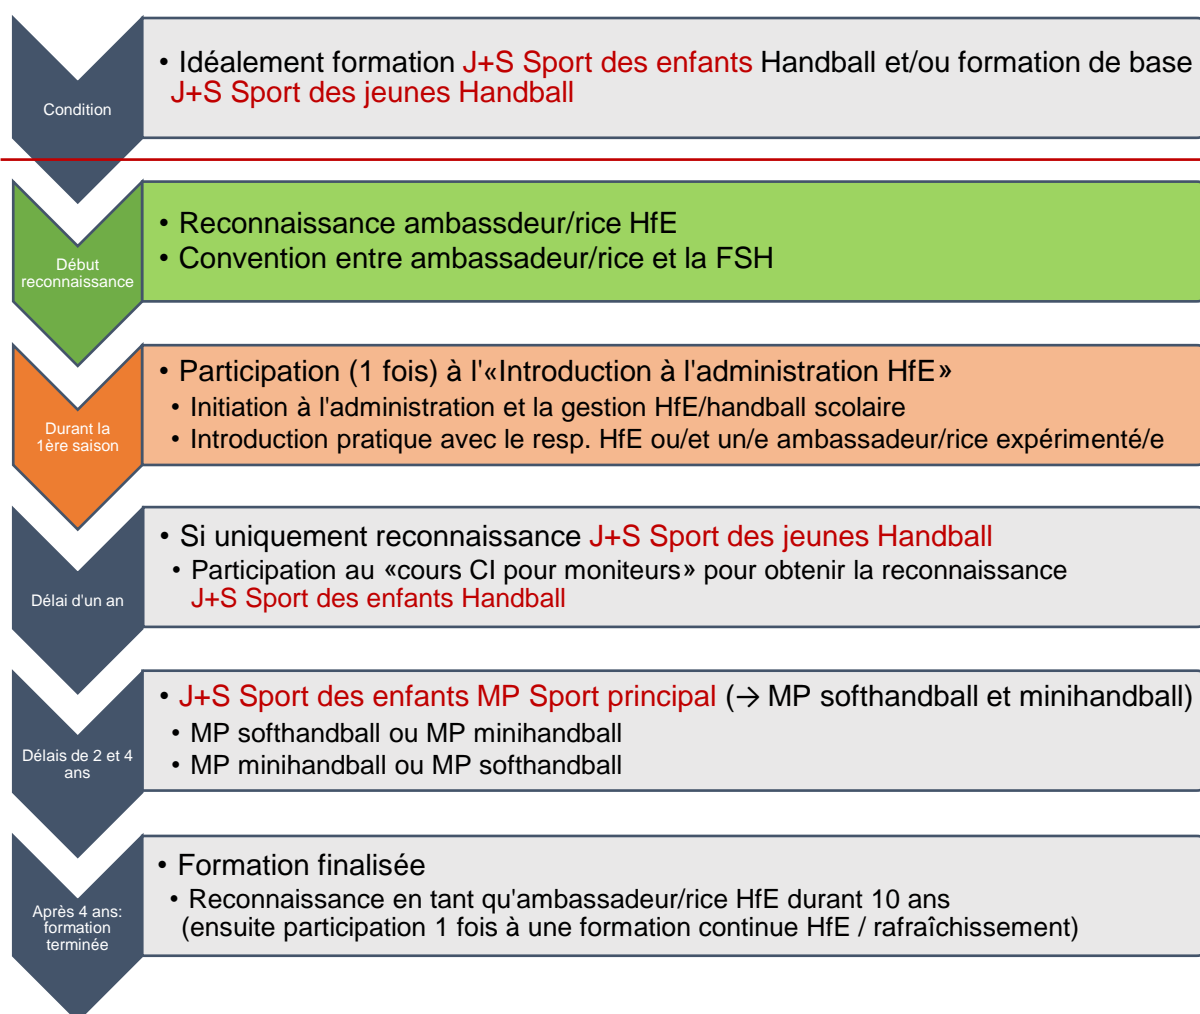 Condition
• Idéalement formation J+S Sport des enfants Handball et/ou formation de base
J+S Sport des jeunes Handball
Début
reconnaissance
• Reconnaissance ambassdeur/rice HfE
• Convention entre ambassadeur/rice et la FSH
Durant la
1ère saison
• Participation (1 fois) à l'«Introduction à l'administration HfE»
• Initiation à l'administration et la gestion HfE/handball scolaire
• Introduction pratique avec le resp. HfE ou/et un/e ambassadeur/rice expérimenté/e
Délai d'un an
• Si uniquement reconnaissance J+S Sport des jeunes Handball
• Participation au «cours CI pour moniteurs» pour obtenir la reconnaissance
J+S Sport des enfants Handball
Délais de 2 et 4
ans
• J+S Sport des enfants MP Sport principal (→ MP softhandball et minihandball)
• MP softhandball ou MP minihandball
• MP minihandball ou MP softhandball
Après 4 ans:
formation
terminée
• Formation finalisée
• Reconnaissance en tant qu'ambassadeur/rice HfE durant 10 ans
(ensuite participation 1 fois à une formation continue HfE / rafraîchissement)